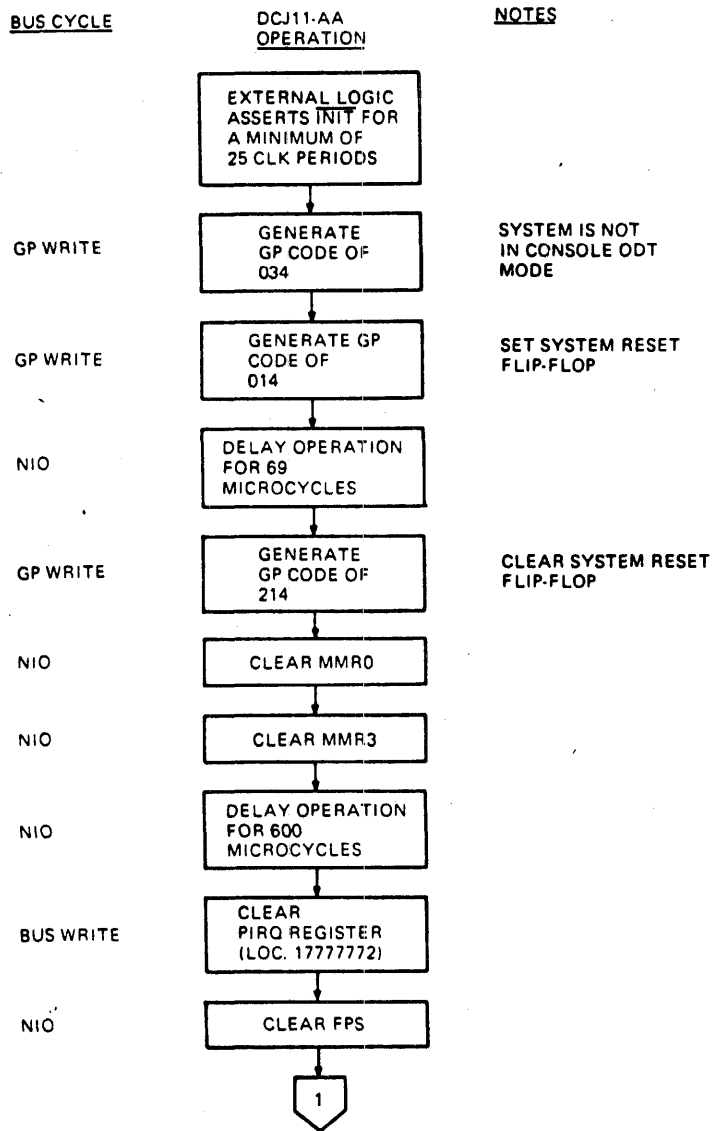 BUS CYCLE
DCJ11-AA
OPERATION
NOTES
EXTERNAL LOGIC
ASSERTS INIT FOR
A MINIMUM OF
25 CLK PERIODS
GP WRITE
GENERATE
GP CODE OF
034
SYSTEM IS NOT
IN CONSOLE ODT
MODE
GP WRITE
GENERATE GP
CODE OF
014
SET SYSTEM RESET
FLIP-FLOP
NIO
DELAY OPERATION
FOR 69
MICROCYCLES
GP WRITE
GENERATE
GP CODE OF
214
CLEAR SYSTEM RESET
FLIP-FLOP
NIO
CLEAR MMR0
NIO
CLEAR MMR3
NIO
DELAY OPERATION
FOR 600
MICROCYCLES
BUS WRITE
CLEAR
PIRQ REGISTER
(LOC. 17777772)
NIO
CLEAR FPS
1